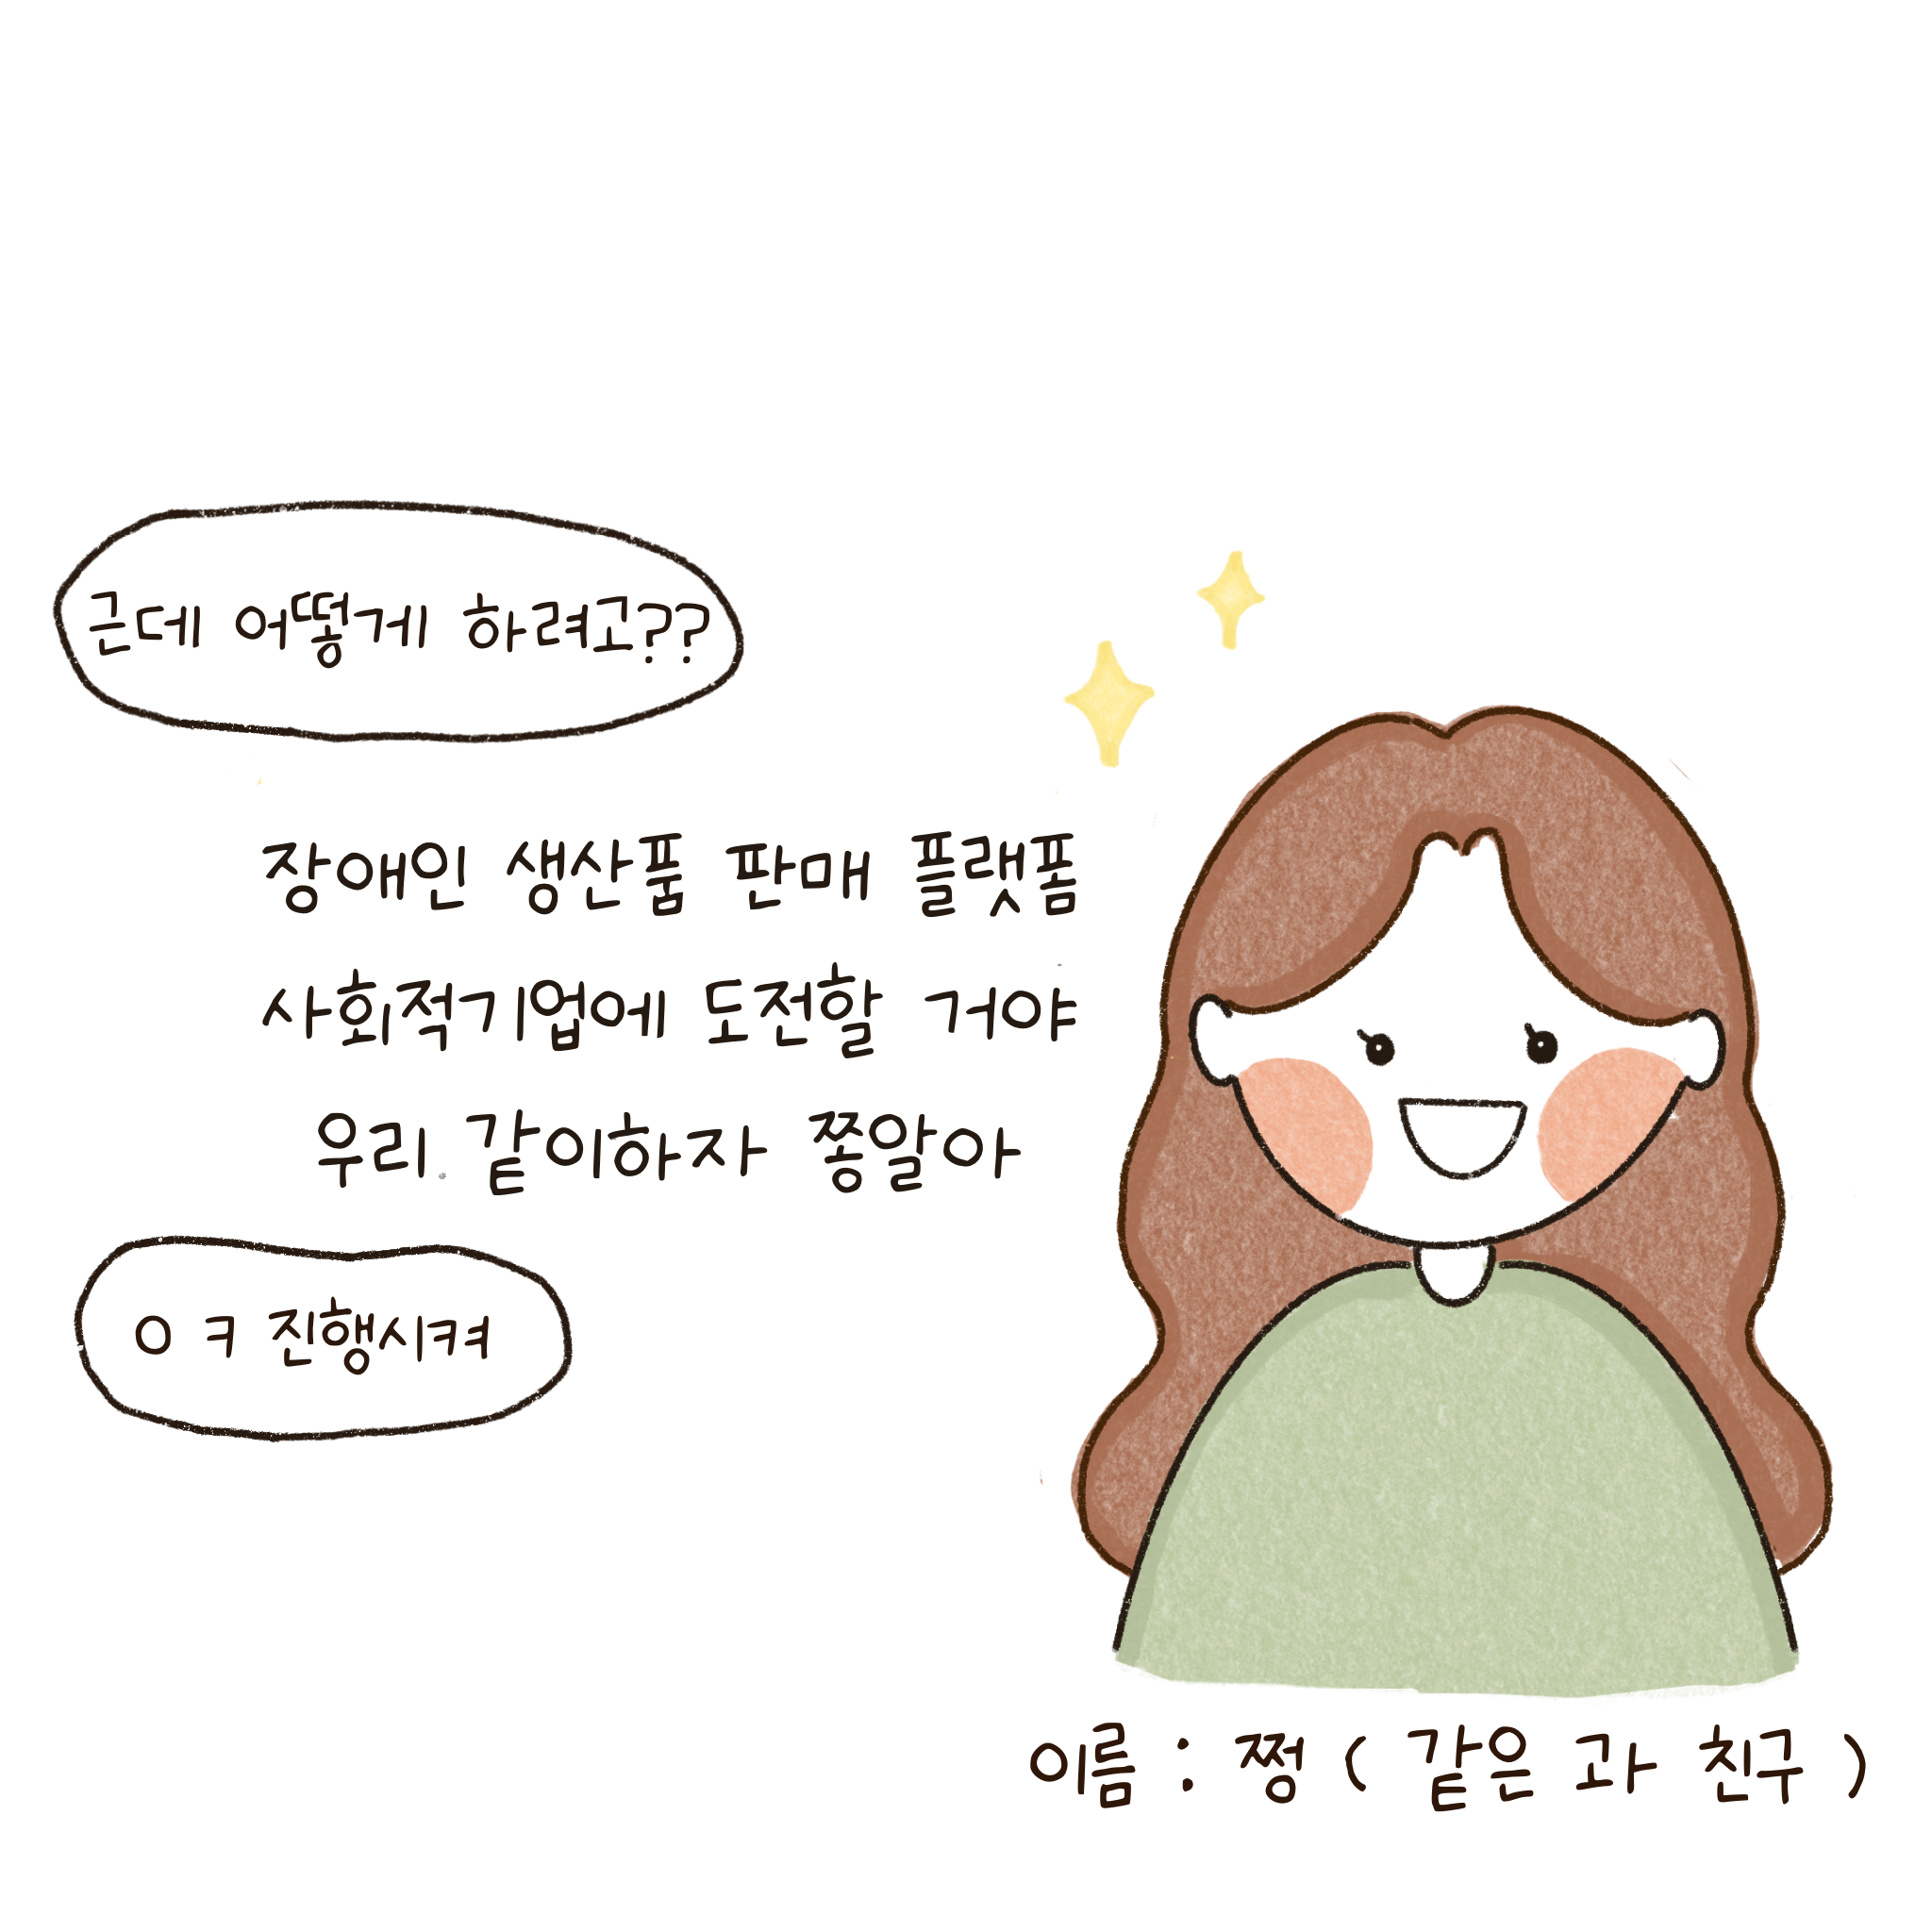 근데 어떻게 하려고??
장애인 생산품 판매 플랫폼
사회적기업에 도전할 거야
우리 같이하자 쫑알아
ㅇㅋ 진행시켜
이름 : 쩡 ( 같은 과 친구 )